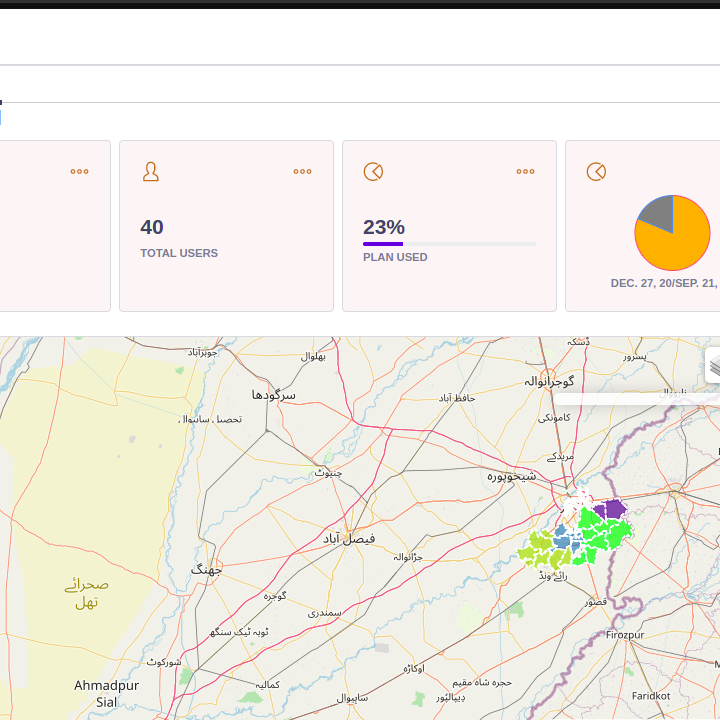 40
TOTAL USERS
23%
PLAN USED
DEC. 27, 20/SEP. 21,
جوہرآباد
بھلوال
ڈسکہ
پسرور
سرگودھا
گوجرانوالہ
حافظ آباد
کامونکی
مریدکے
چنیوٹ
شیخوپورہ
فیصل آباد
جڑانوالہ
جھنگ
رائے ونڈ
صحرائے
تھل
گوجرہ
سمندری
قصور
ٹوبہ ٹیک سنگھ
Firozpur
شورکوٹ
اوکاڑہ
Ahmadpur
Sial
کمالیہ
حجرہ شاہ مقیم
ساہیوال
دیپالپور
Faridkot